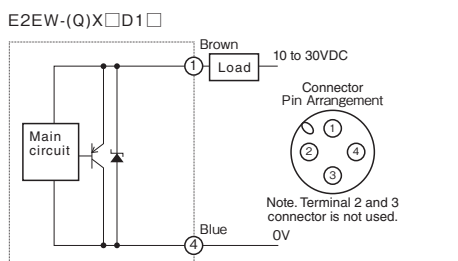 E2EW-(Q)X□D1□
Brown
1
Load
10 to 30VDC
Connector
Pin Arrangement
Main
circuit
1
2
4
3
Note. Terminal 2 and 3
connector is not used.
Blue
4
0V